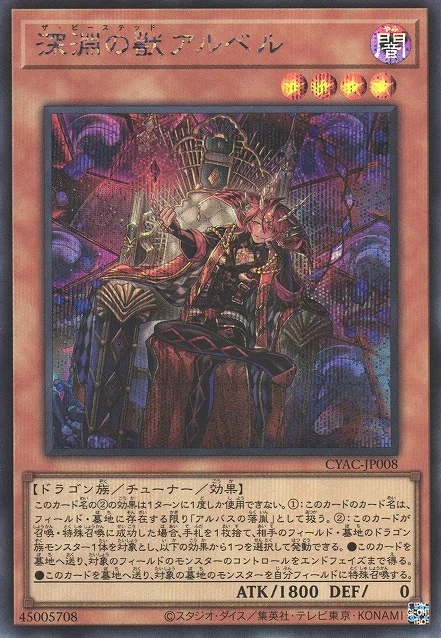 ザ・ビーステッド
深淵の獣アルベル
やみ
闇
CYAC-JP008
【ドラゴン族／チューナー／効果】
このカード名の②の効果は1ターンに1度しか使用できない。①：このカードのカード名は、
フィールド・墓地に存在する限り「アルバスの落胤」として扱う。②：このカードが
召喚・特殊召喚に成功した場合、手札を1枚捨て、相手のフィールド・墓地のドラゴン
族モンスター1体を対象とし、以下の効果から1つを選択して発動できる。●このカードを
墓地へ送り、対象のフィールドのモンスターのコントロールをエンドフェイズまで得る。
●このカードを墓地へ送り、対象の墓地のモンスターを自分フィールドに特殊召喚する。
ATK/1800 DEF/ 0
45005708
©スタジオ・ダイス／集英社・テレビ東京・KONAMI